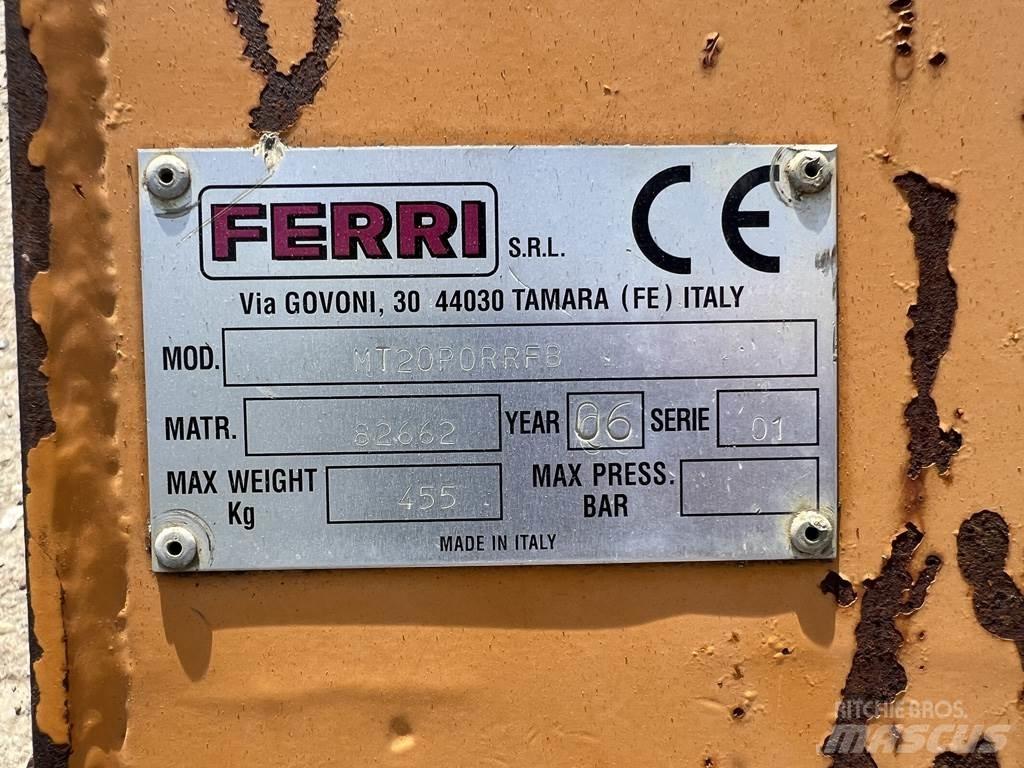 FERRI S.R.L. CE
Via GOVONI, 30 44030 TAMARA (FE) ITALY
MOD. MT20P0RRFB
MATR. 82662 YEAR 06 SERIE 01
MAX WEIGHT Kg 455 MAX PRESS. BAR
MADE IN ITALY
RITCHIE BROS.
MASCUS